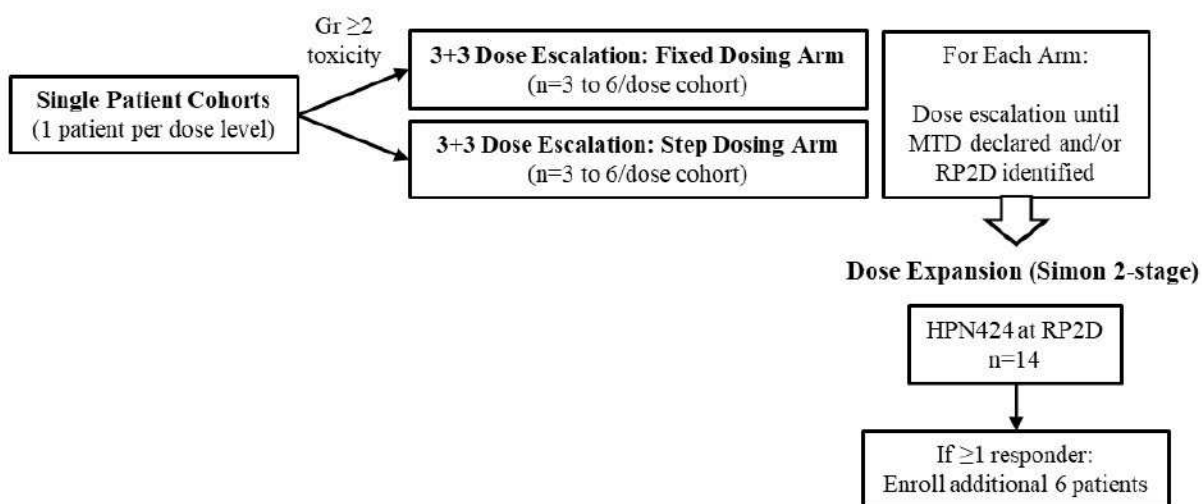 Gr ≥2
toxicity
Single Patient Cohorts
(1 patient per dose level)
3+3 Dose Escalation: Fixed Dosing Arm
(n=3 to 6/dose cohort)
3+3 Dose Escalation: Step Dosing Arm
(n=3 to 6/dose cohort)
For Each Arm:
Dose escalation until
MTD declared and/or
RP2D identified
Dose Expansion (Simon 2-stage)
HPN424 at RP2D
n=14
If ≥1 responder:
Enroll additional 6 patients